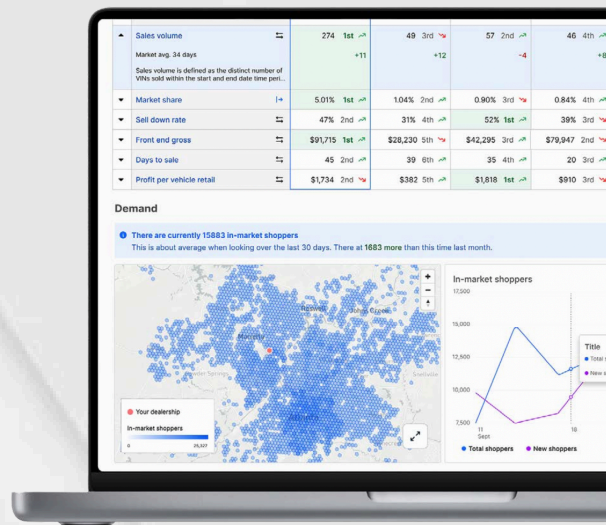 Sales volume 274 1st 49 3rd 57 2nd 46 4th
Market avg. 34 days +11 +12 -4 +8
Sales volume is defined as the distinct number of
VINs sold within the start and end date time peri...
Market share 5.01% 1st 1.04% 2nd 0.90% 3rd 0.84% 4th
Sell down rate 47% 2nd 31% 4th 52% 1st 39% 3rd
Front end gross $91,715 1st $28,230 5th $42,295 3rd $79,947 2nd
Days to sale 45 2nd 39 6th 35 4th 20 3rd
Profit per vehicle retail $1,734 2nd $382 5th $1,818 1st $910 3rd
Demand
There are currently 15883 in-market shoppers
This is about average when looking over the last 30 days. There at 1683 more than this time last month.
Roswell
Johns Creek
Marietta
Snellville
Your dealership
In-market shoppers
0
In-market shoppers
17,500
15,000
12,500
10,000
7,500
11
Sept
18
Title
Total s
New s
Total shoppers New shoppers